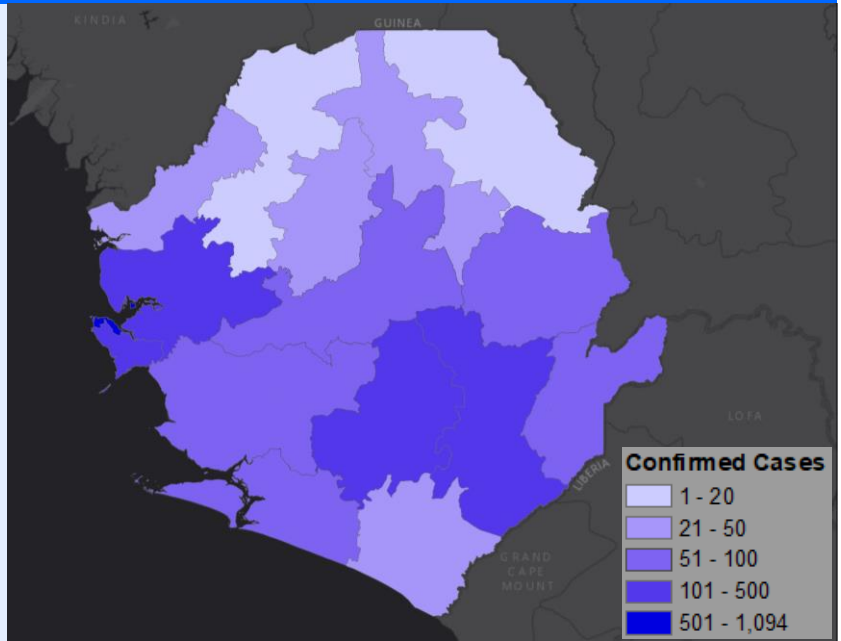 KINDIA
GUINEA
LOFA
LIBERIA
GRAND
CAPE
MOUNT
Confirmed Cases
1 - 20
21 - 50
51 - 100
101 - 500
501 - 1,094